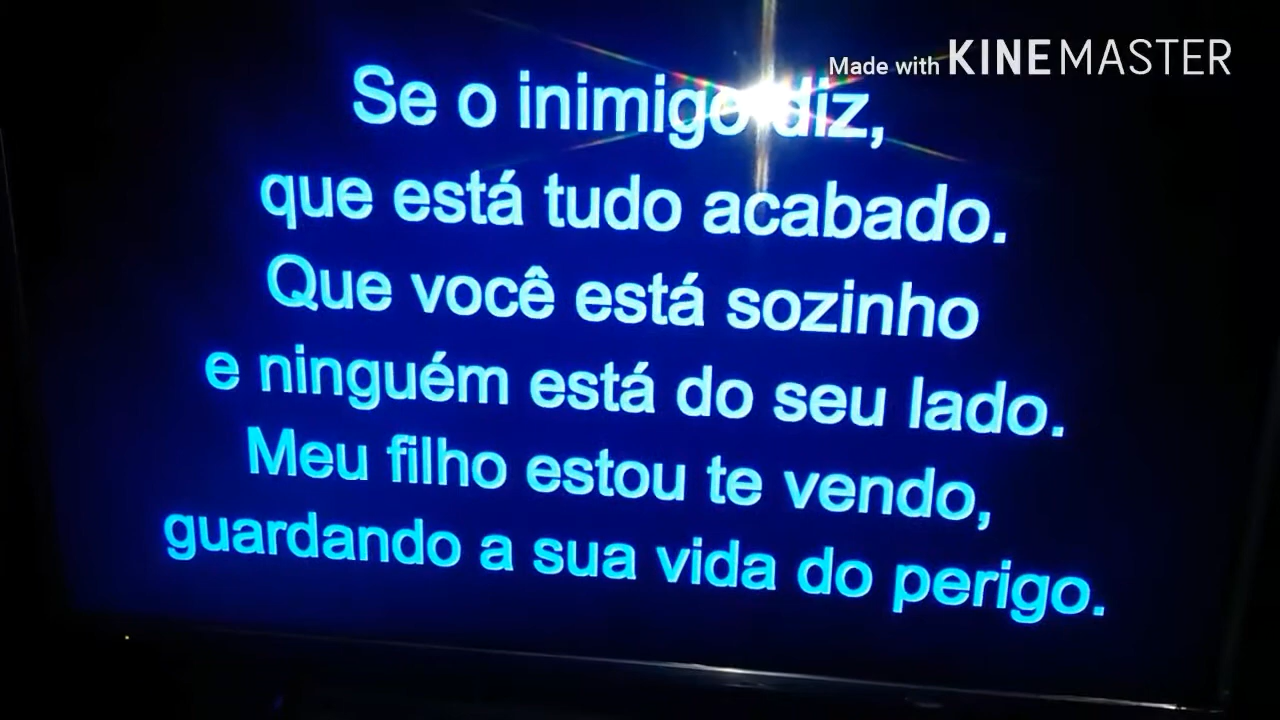 Made with KINEMASTER
Se o inimigo diz,
que está tudo acabado.
Que você está sozinho
e ninguém está do seu lado.
Meu filho estou te vendo,
guardando a sua vida do perigo.